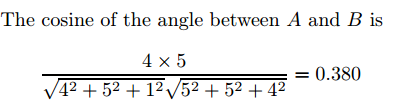 The cosine of the angle between A and B is
4 × 5
√4² + 5² + 1² √5² + 5² + 4² = 0.380